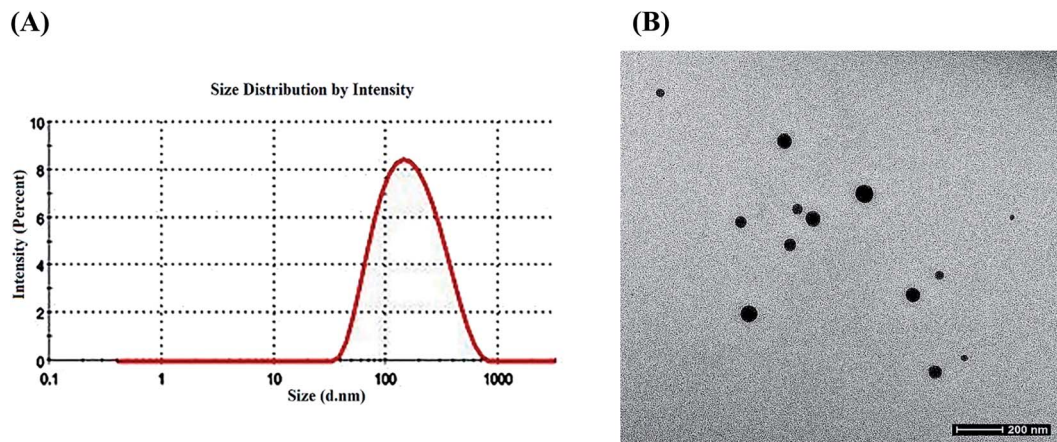 (A)
(B)
Size Distribution by Intensity
Intensity (Percent)
10
8
6
4
2
0
0.1 1 10 100 1000
Size (d.nm)
200 nm